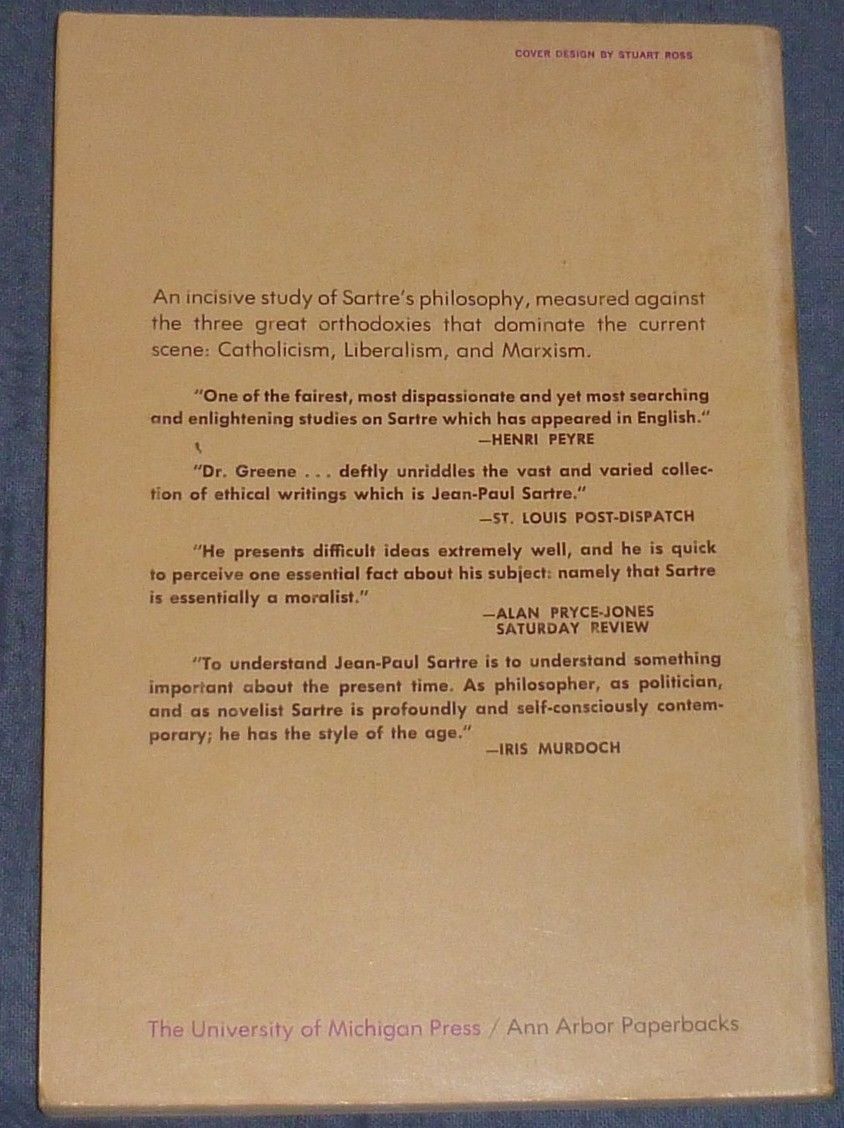 COVER DESIGN BY STUART ROSS
An incisive study of Sartre's philosophy, measured against
the three great orthodoxies that dominate the current
scene: Catholicism, Liberalism, and Marxism.
"One of the fairest, most dispassionate and yet most searching
and enlightening studies on Sartre which has appeared in English."
—HENRI PEYRE
"Dr. Greene . . . deftly unriddles the vast and varied collec-
tion of ethical writings which is Jean-Paul Sartre."
—ST. LOUIS POST-DISPATCH
"He presents difficult ideas extremely well, and he is quick
to perceive one essential fact about his subject: namely that Sartre
is essentially a moralist."
—ALAN PRYCE-JONES
SATURDAY REVIEW
"To understand Jean-Paul Sartre is to understand something
important about the present time. As philosopher, as politician,
and as novelist Sartre is profoundly and self-consciously contem-
porary; he has the style of the age."
—IRIS MURDOCH
The University of Michigan Press / Ann Arbor Paperbacks